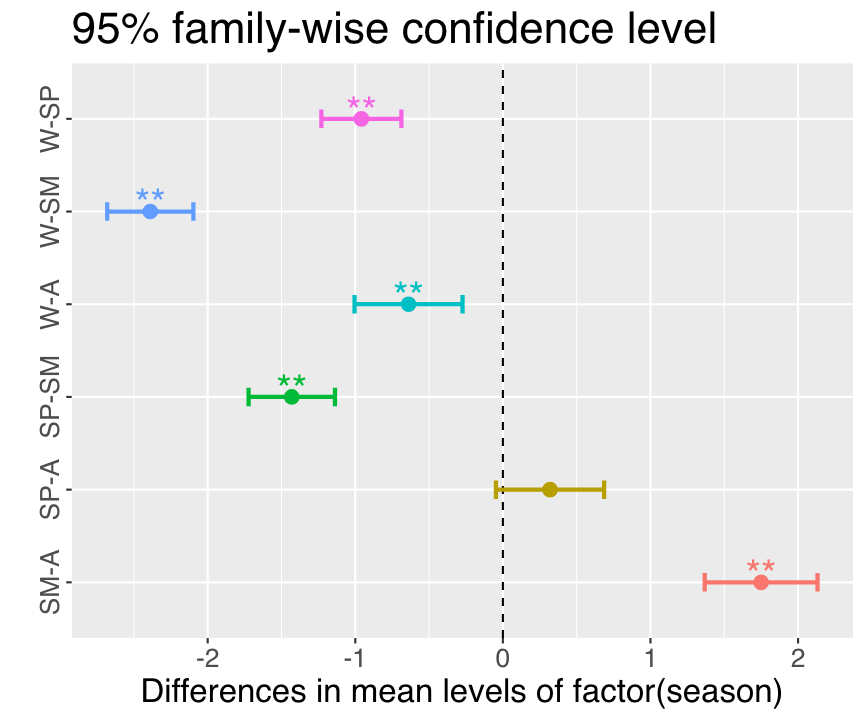 95% family-wise confidence level
W-SP
**
W-SM
**
W-A
**
SP-SM
**
SP-A
SM-A
**
-2 -1 0 1 2
Differences in mean levels of factor(season)